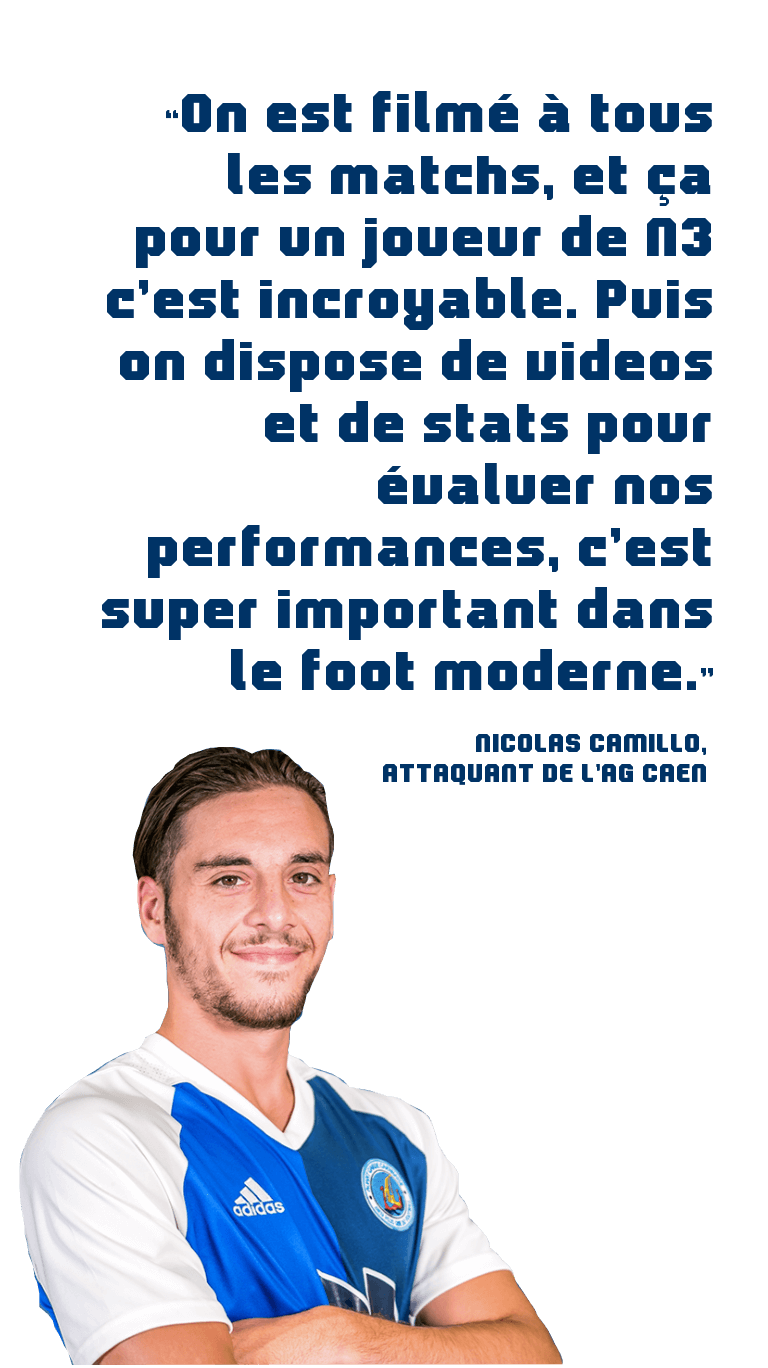 “On est filmé à tous
les matchs, et ça
pour un joueur de N3
c’est incroyable. Puis
on dispose de videos
et de stats pour
évaluer nos
performances, c’est
super important dans
le foot moderne.”
NICOLAS CAMILLO,
ATTAQUANT DE L’AG CAEN
adidas